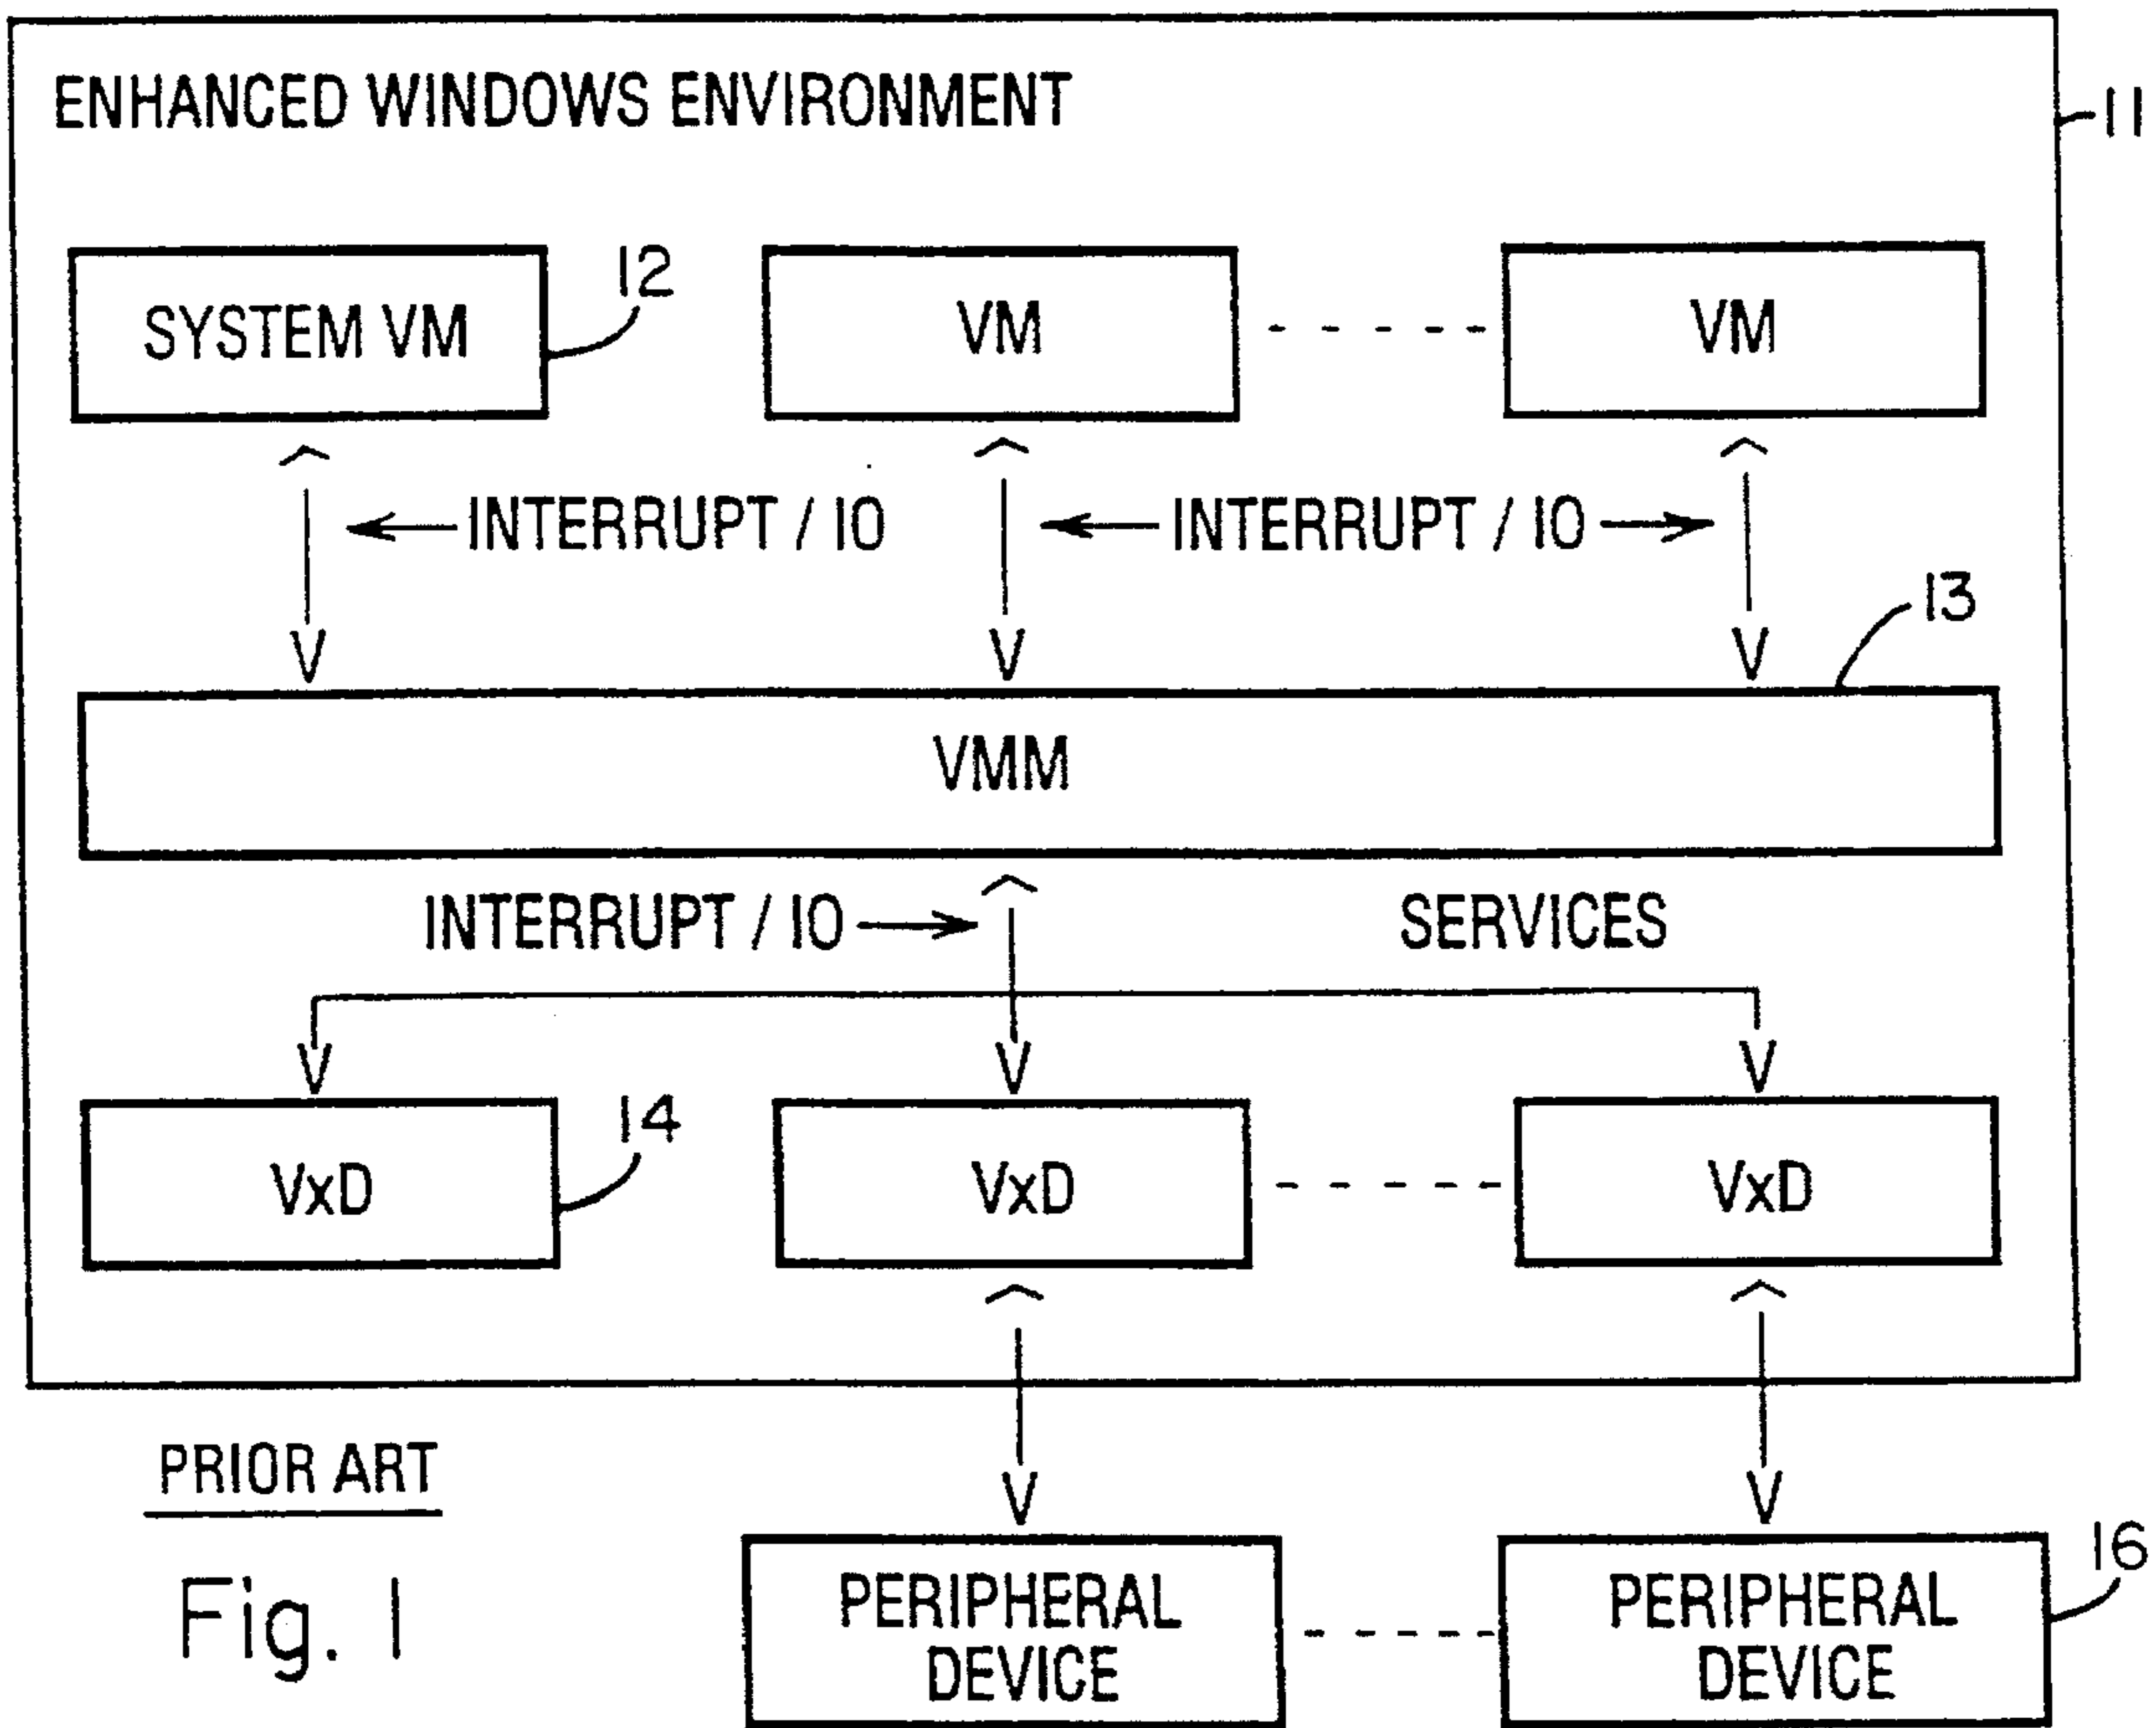 ENHANCED WINDOWS ENVIRONMENT
11
SYSTEM VM
12
VM
VM
INTERRUPT / IO
INTERRUPT / IO
13
VMM
INTERRUPT / IO
SERVICES
VxD
14
VxD
VxD
PRIOR ART
Fig. 1
PERIPHERAL
DEVICE
PERIPHERAL
DEVICE
16